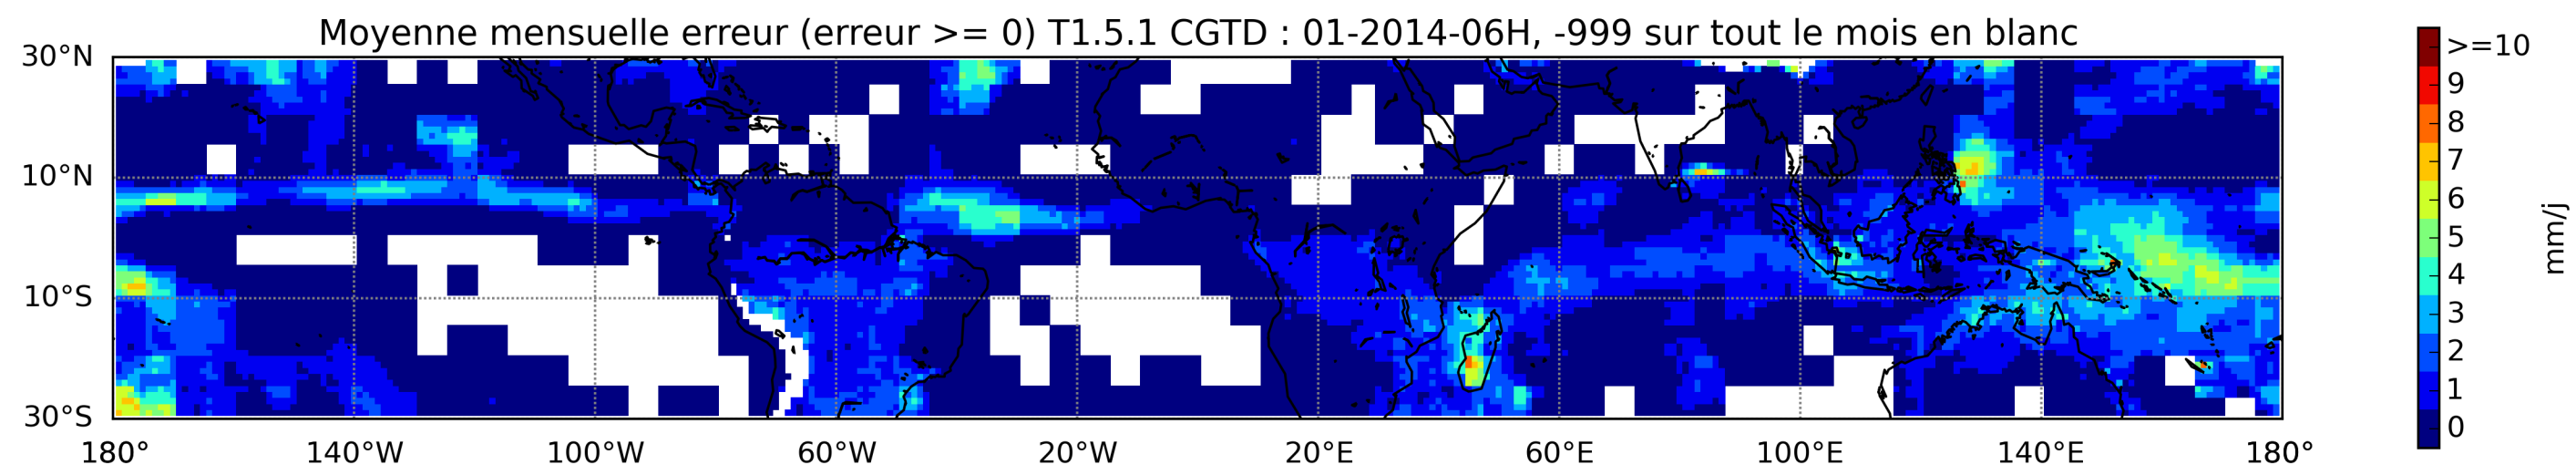 Moyenne mensuelle erreur (erreur >= 0) T1.5.1 CGTD : 01-2014-06H, -999 sur tout le mois en blanc
30°N
10°N
10°S
30°S
180° 140°W 100°W 60°W 20°W 20°E 60°E 100°E 140°E 180°
>=10
9
8
7
6
5
4
3
2
1
0
mm/j